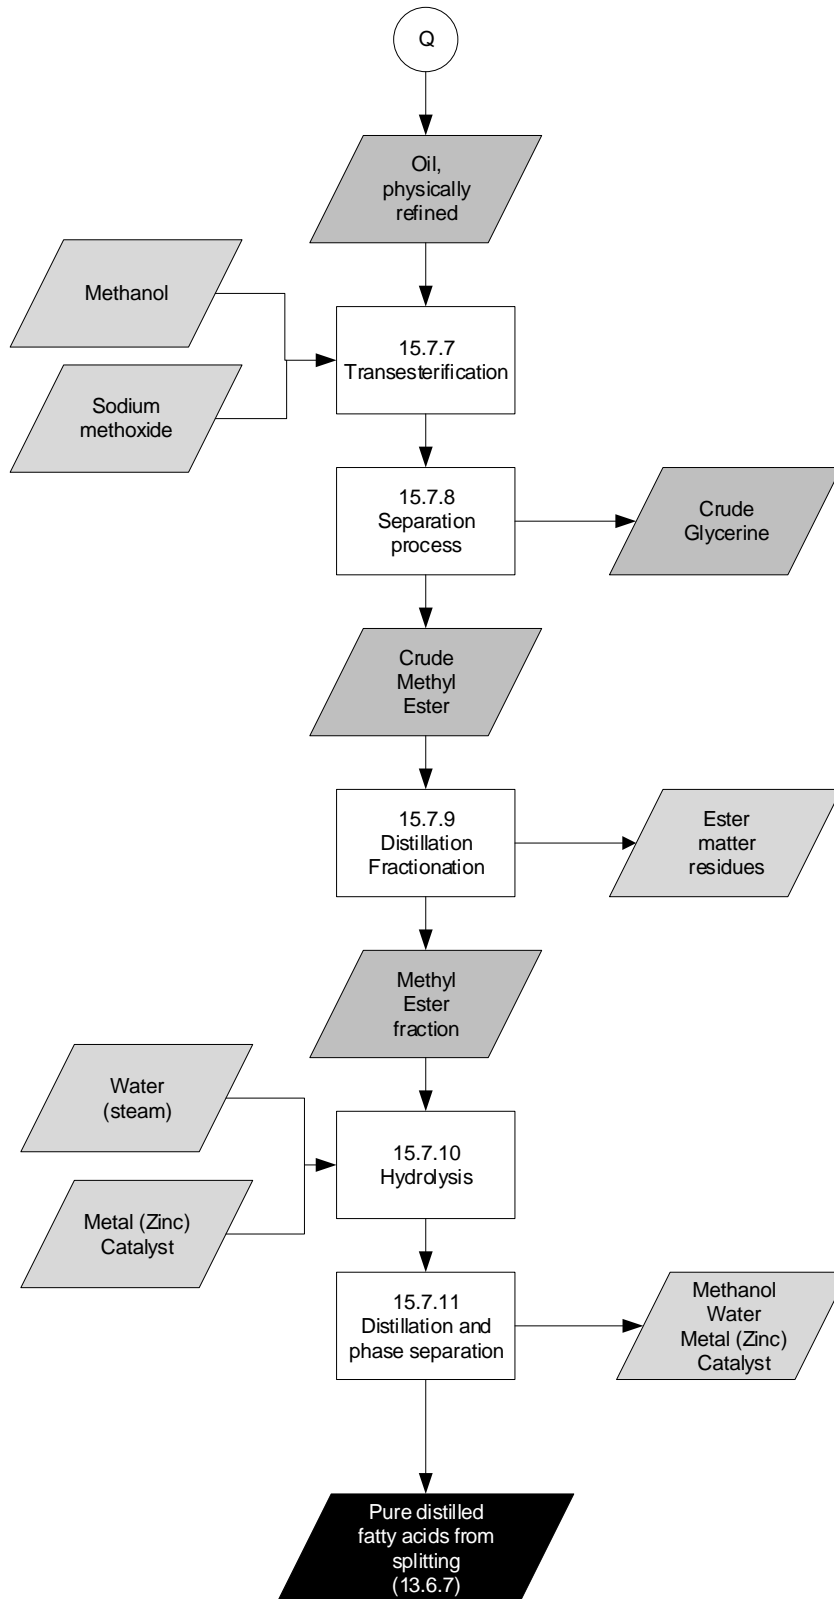 Q
Oil,
physically
refined
Methanol
15.7.7
Transesterification
Sodium
methoxide
15.7.8
Separation
process
Crude
Glycerine
Crude
Methyl
Ester
15.7.9
Distillation
Fractionation
Ester
matter
residues
Methyl
Ester
fraction
Water
(steam)
15.7.10
Hydrolysis
Metal (Zinc)
Catalyst
15.7.11
Distillation and
phase separation
Methanol
Water
Metal (Zinc)
Catalyst
Pure distilled
fatty acids from
splitting
(13.6.7)